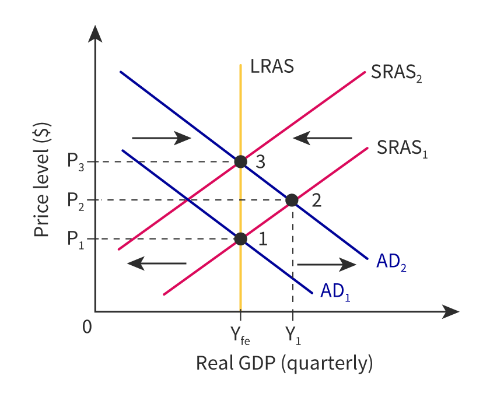 LRAS
SRAS₂
SRAS₁
Price level ($)
P₃
3
P₂
2
P₁
1
AD₂
AD₁
0
Yfe
Y₁
Real GDP (quarterly)